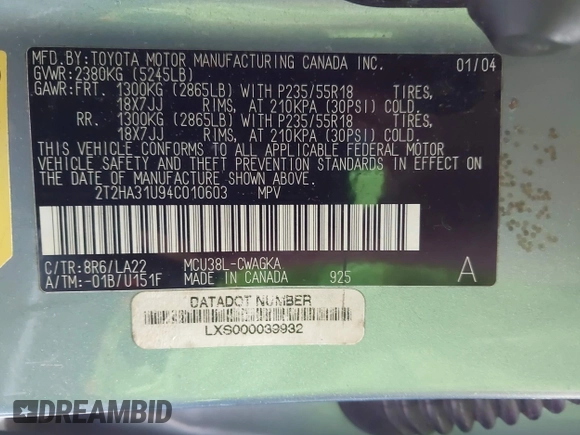 MFD. BY: TOYOTA MOTOR MANUFACTURING CANADA INC. 01/04
GVWR: 2380KG (5245LB)
GAWR: FRT. 1300KG (2865LB) WITH P235/55R18 TIRES,
18X7JJ RIMS, AT 210KPA (30PSI) COLD.
RR. 1300KG (2865LB) WITH P235/55R18 TIRES,
18X7JJ RIMS, AT 210KPA (30PSI) COLD.
THIS VEHICLE CONFORMS TO ALL APPLICABLE FEDERAL MOTOR
VEHICLE SAFETY AND THEFT PREVENTION STANDARDS IN EFFECT
ON THE DATE OF MANUFACTURE SHOWN ABOVE.
2T2HA31U94C010603 MPV
C/TR: 8R6/LA22 MCU38L-CWAGKA
A/TM: -01B/U151F MADE IN CANADA 925 A
DATADOT NUMBER
LXS000039932
DREAMBID